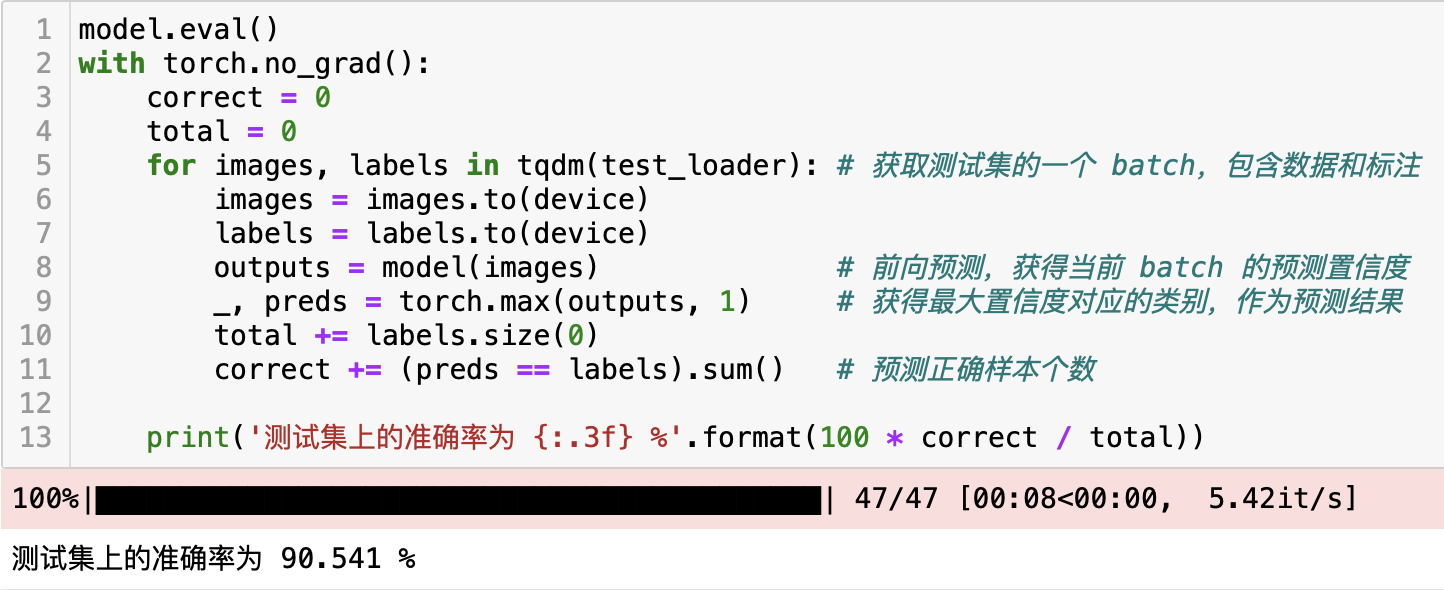 1 model.eval()
2 with torch.no_grad():
3     correct = 0
4     total = 0
5     for images, labels in tqdm(test_loader): # 获取测试集的一个 batch，包含数据和标注
6         images = images.to(device)
7         labels = labels.to(device)
8         outputs = model(images)              # 前向预测，获得当前 batch 的预测置信度
9         _, preds = torch.max(outputs, 1)     # 获得最大置信度对应的类别，作为预测结果
10         total += labels.size(0)
11         correct += (preds == labels).sum()   # 预测正确样本个数
12
13     print('测试集上的准确率为 {:.3f} %'.format(100 * correct / total))
100%|██████████| 47/47 [00:08<00:00,  5.42it/s]
测试集上的准确率为 90.541 %